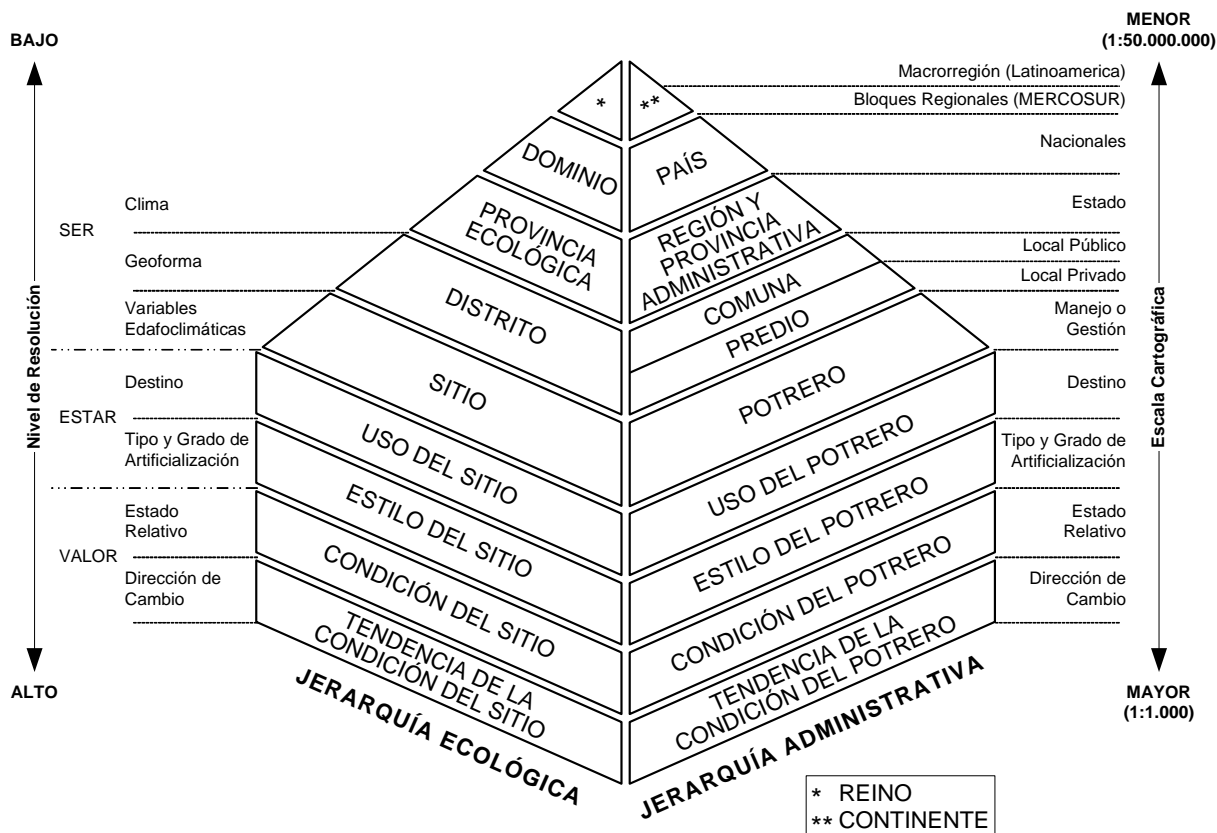 BAJO
Nivel de Resolución
ALTO
SER
ESTAR
VALOR
Clima
Geoforma
Variables
Edafoclimáticas
Destino
Tipo y Grado de
Artificialización
Estado
Relativo
Dirección de
Cambio
*
DOMINIO
PROVINCIA
ECOLÓGICA
DISTRITO
SITIO
USO DEL SITIO
ESTILO DEL SITIO
CONDICIÓN DEL SITIO
TENDENCIA DE LA
CONDICIÓN DEL SITIO
JERARQUÍA ECOLÓGICA
**
PAÍS
REGIÓN Y
PROVINCIA
ADMINISTRATIVA
COMUNA
PREDIO
POTRERO
USO DEL POTRERO
ESTILO DEL POTRERO
CONDICIÓN DEL POTRERO
TENDENCIA DE LA
CONDICIÓN DEL POTRERO
JERARQUÍA ADMINISTRATIVA
Macrorregión (Latinoamerica)
Bloques Regionales (MERCOSUR)
Nacionales
Estado
Local Público
Local Privado
Manejo o
Gestión
Destino
Tipo y Grado de
Artificialización
Estado
Relativo
Dirección de
Cambio
MENOR
(1:50.000.000)
Escala Cartográfica
MAYOR
(1:1.000)
* REINO
** CONTINENTE